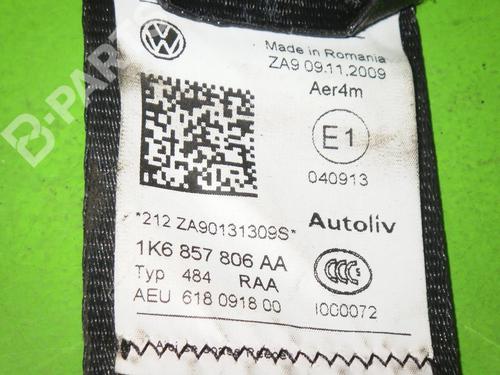 Made in Romania
ZA9 09.11.2009
Aer4m
E1
040913
*212 ZA90131309S*
Autoliv
1K6 857 806 AA
Typ 484 RAA
AEU 618 0918 00
I000072
B-PARTS